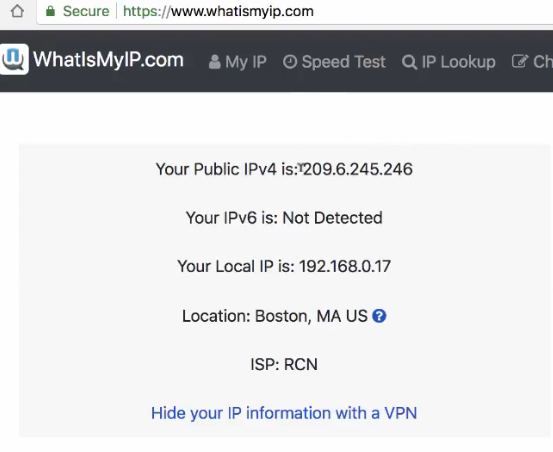 Secure https://www.whatismyip.com
WhatIsMyIP.com My IP Speed Test IP Lookup Ch
Your Public IPv4 is: 209.6.245.246
Your IPv6 is: Not Detected
Your Local IP is: 192.168.0.17
Location: Boston, MA US
ISP: RCN
Hide your IP information with a VPN